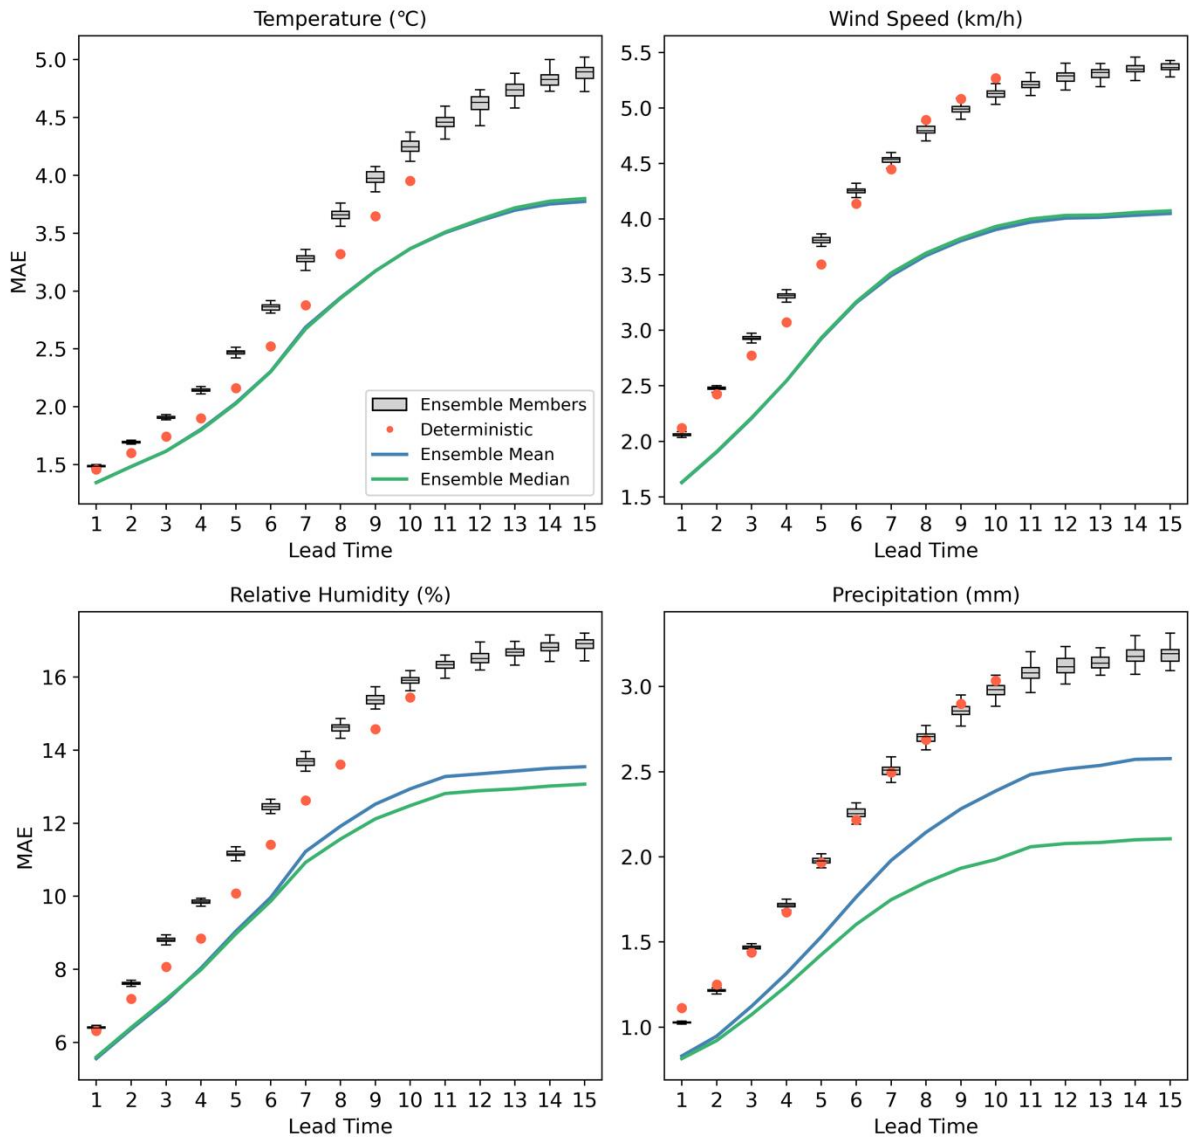 Temperature (°C)
MAE
5.0
4.5
4.0
3.5
3.0
2.5
2.0
1.5
Ensemble Members
Deterministic
Ensemble Mean
Ensemble Median
1 2 3 4 5 6 7 8 9 10 11 12 13 14 15
Lead Time
Wind Speed (km/h)
5.5
5.0
4.5
4.0
3.5
3.0
2.5
2.0
1.5
1 2 3 4 5 6 7 8 9 10 11 12 13 14 15
Lead Time
Relative Humidity (%)
MAE
16
14
12
10
8
6
1 2 3 4 5 6 7 8 9 10 11 12 13 14 15
Lead Time
Precipitation (mm)
3.0
2.5
2.0
1.5
1.0
1 2 3 4 5 6 7 8 9 10 11 12 13 14 15
Lead Time